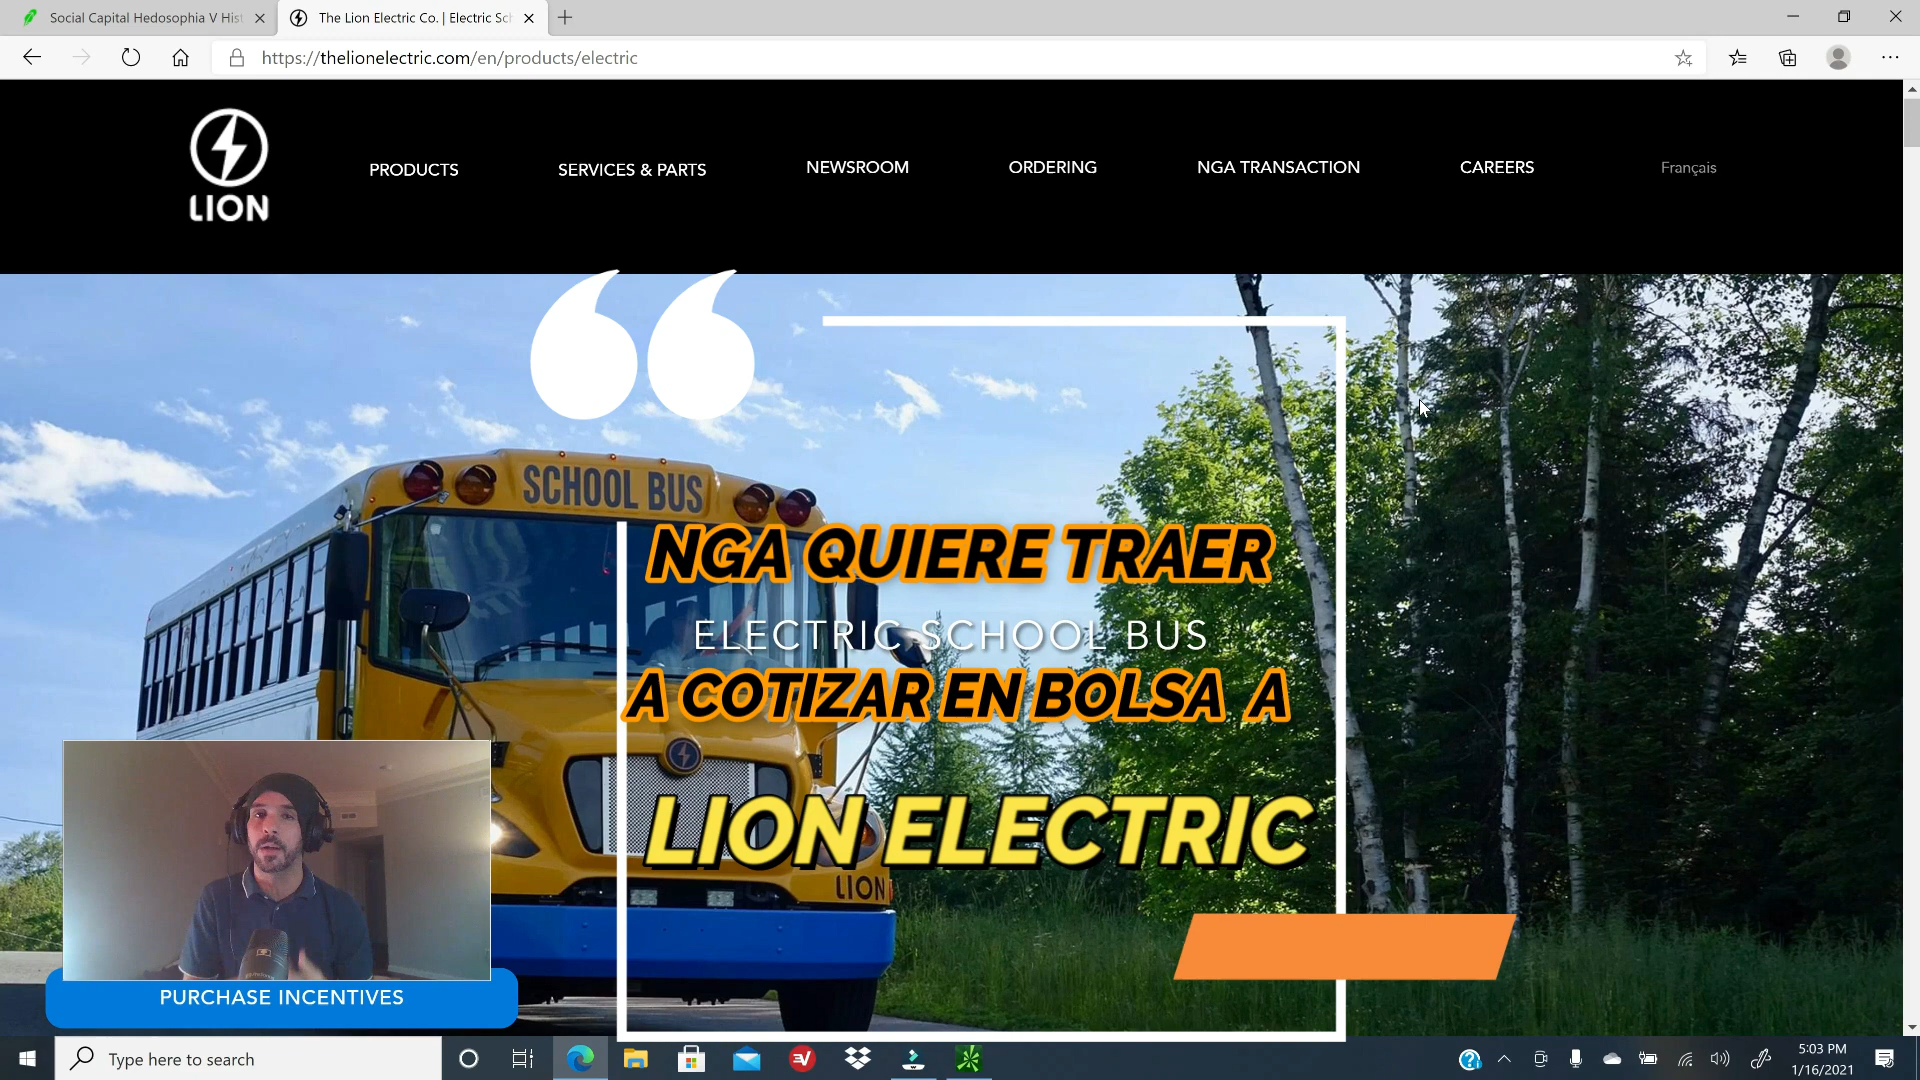 Social Capital Hedosophia V Hist
The Lion Electric Co. | Electric Sch
https://thelionelectric.com/en/products/electric
LION
PRODUCTS
SERVICES & PARTS
NEWSROOM
ORDERING
NGA TRANSACTION
CAREERS
Français
SCHOOL BUS
NGA QUIERE TRAER
ELECTRIC SCHOOL BUS
A COTIZAR EN BOLSA A
LION ELECTRIC
LION
PURCHASE INCENTIVES
Type here to search
5:03 PM
1/16/2021